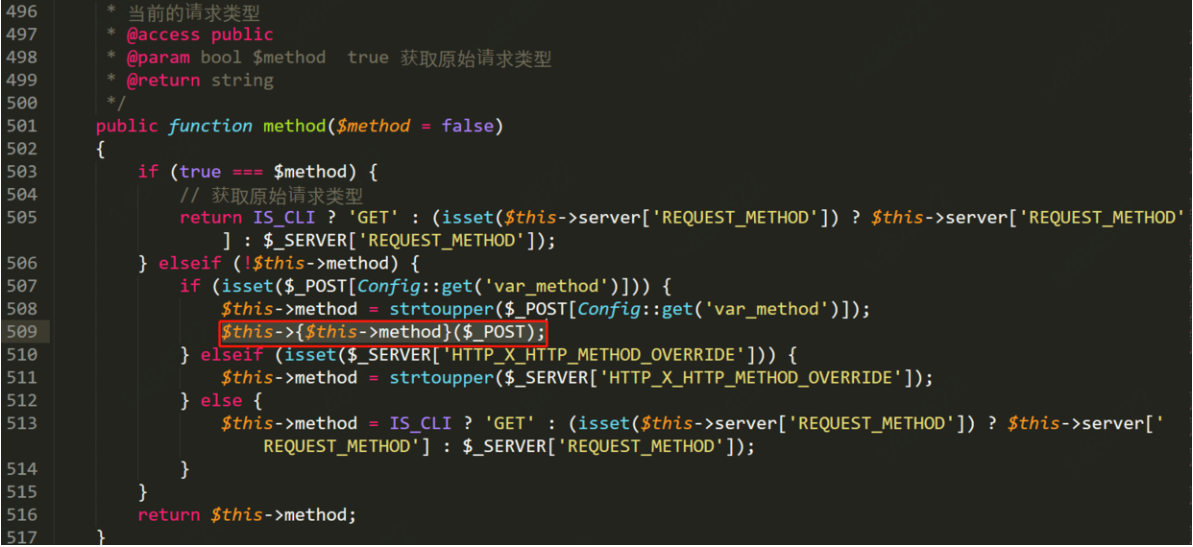 496 * 当前的请求类型
497 * @access public
498 * @param bool $method  true 获取原始请求类型
499 * @return string
500 */
501 public function method($method = false)
502 {
503 if (true === $method) {
504 // 获取原始请求类型
505 return IS_CLI ? 'GET' : (isset($this->server['REQUEST_METHOD']) ? $this->server['REQUEST_METHOD'
] : $_SERVER['REQUEST_METHOD']);
506 } elseif (!$this->method) {
507 if (isset($_POST[Config::get('var_method')])) {
508 $this->method = strtoupper($_POST[Config::get('var_method')]);
509 $this->{$this->method}($_POST);
510 } elseif (isset($_SERVER['HTTP_X_HTTP_METHOD_OVERRIDE'])) {
511 $this->method = strtoupper($_SERVER['HTTP_X_HTTP_METHOD_OVERRIDE']);
512 } else {
513 $this->method = IS_CLI ? 'GET' : (isset($this->server['REQUEST_METHOD']) ? $this->server['
REQUEST_METHOD'] : $_SERVER['REQUEST_METHOD']);
514 }
515 }
516 return $this->method;
517 }